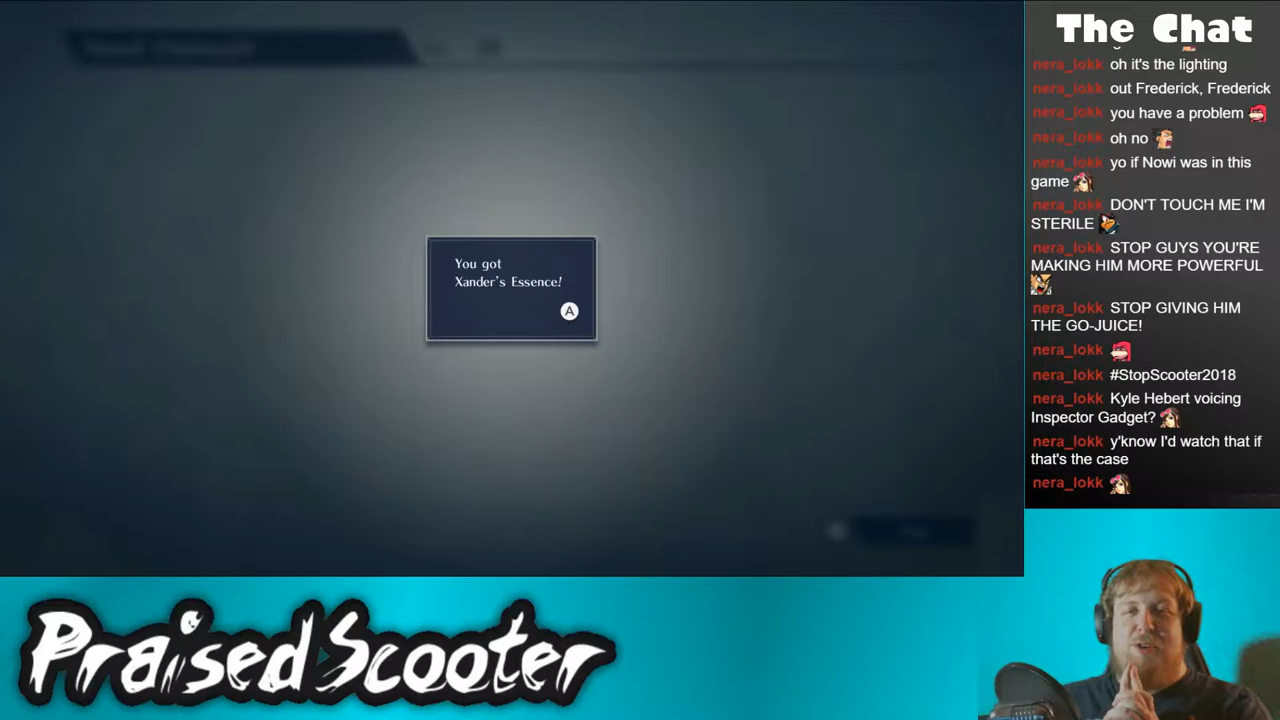 The Chat
nera_lokk oh it's the lighting
nera_lokk out Frederick, Frederick
nera_lokk you have a problem
nera_lokk oh no
nera_lokk yo if Nowi was in this
game
nera_lokk DON'T TOUCH ME I'M
STERILE
nera_lokk STOP GUYS YOU'RE
MAKING HIM MORE POWERFUL
nera_lokk STOP GIVING HIM
THE GO-JUICE!
nera_lokk
nera_lokk #StopScooter2018
nera_lokk Kyle Hebert voicing
Inspector Gadget?
nera_lokk y'know I'd watch that if
that's the case
nera_lokk
You got
Xander's Essence!
A
PraisedScooter